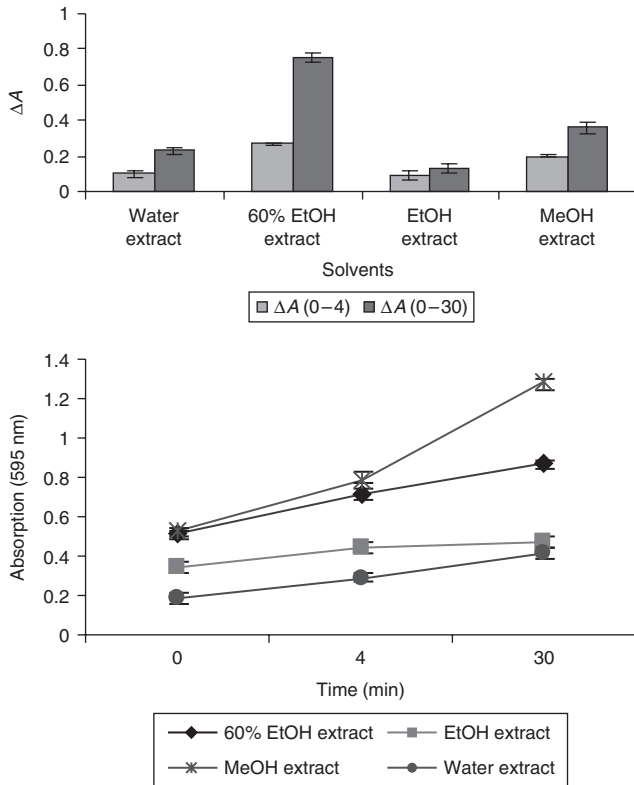 1
0.8
0.6
0.4
0.2
0
ΔA
Water extract
60% EtOH extract
EtOH extract
MeOH extract
Solvents
ΔA (0–4) ΔA (0–30)
1.4
1.2
1
0.8
0.6
0.4
0.2
0
Absorption (595 nm)
0 4 30
Time (min)
60% EtOH extract EtOH extract
MeOH extract Water extract